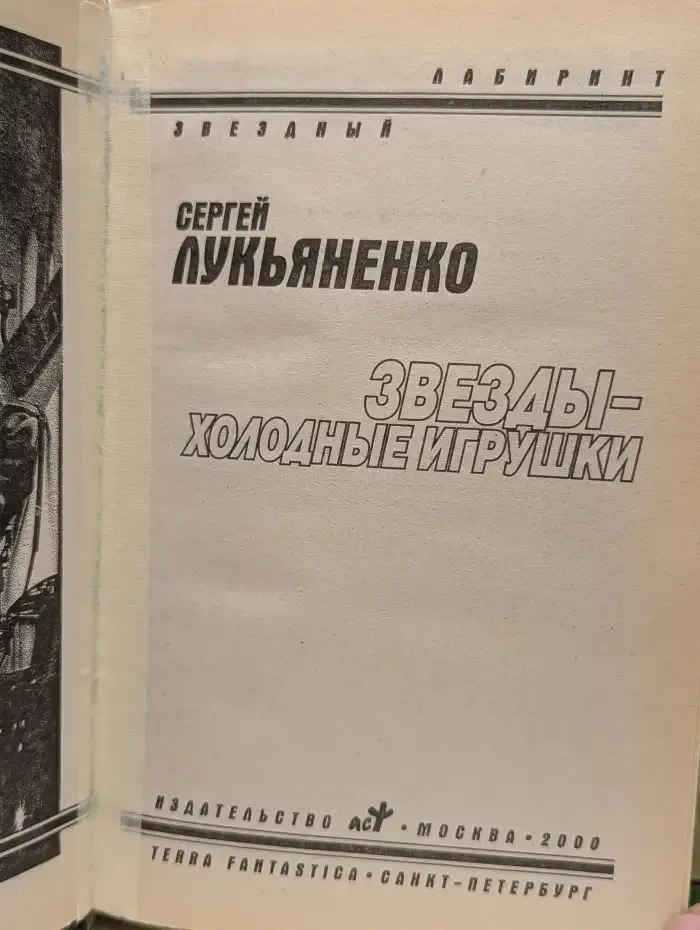 ЛАБИРИНТ
ЗВЕЗДНЫЙ
СЕРГЕЙ
ЛУКЬЯНЕНКО
ЗВЕЗДЫ-
ХОЛОДНЫЕ ИГРУШКИ
ИЗДАТЕЛЬСТВО АСТ • МОСКВА • 2000
TERRA FANTASTICA • САНКТ-ПЕТЕРБУРГ